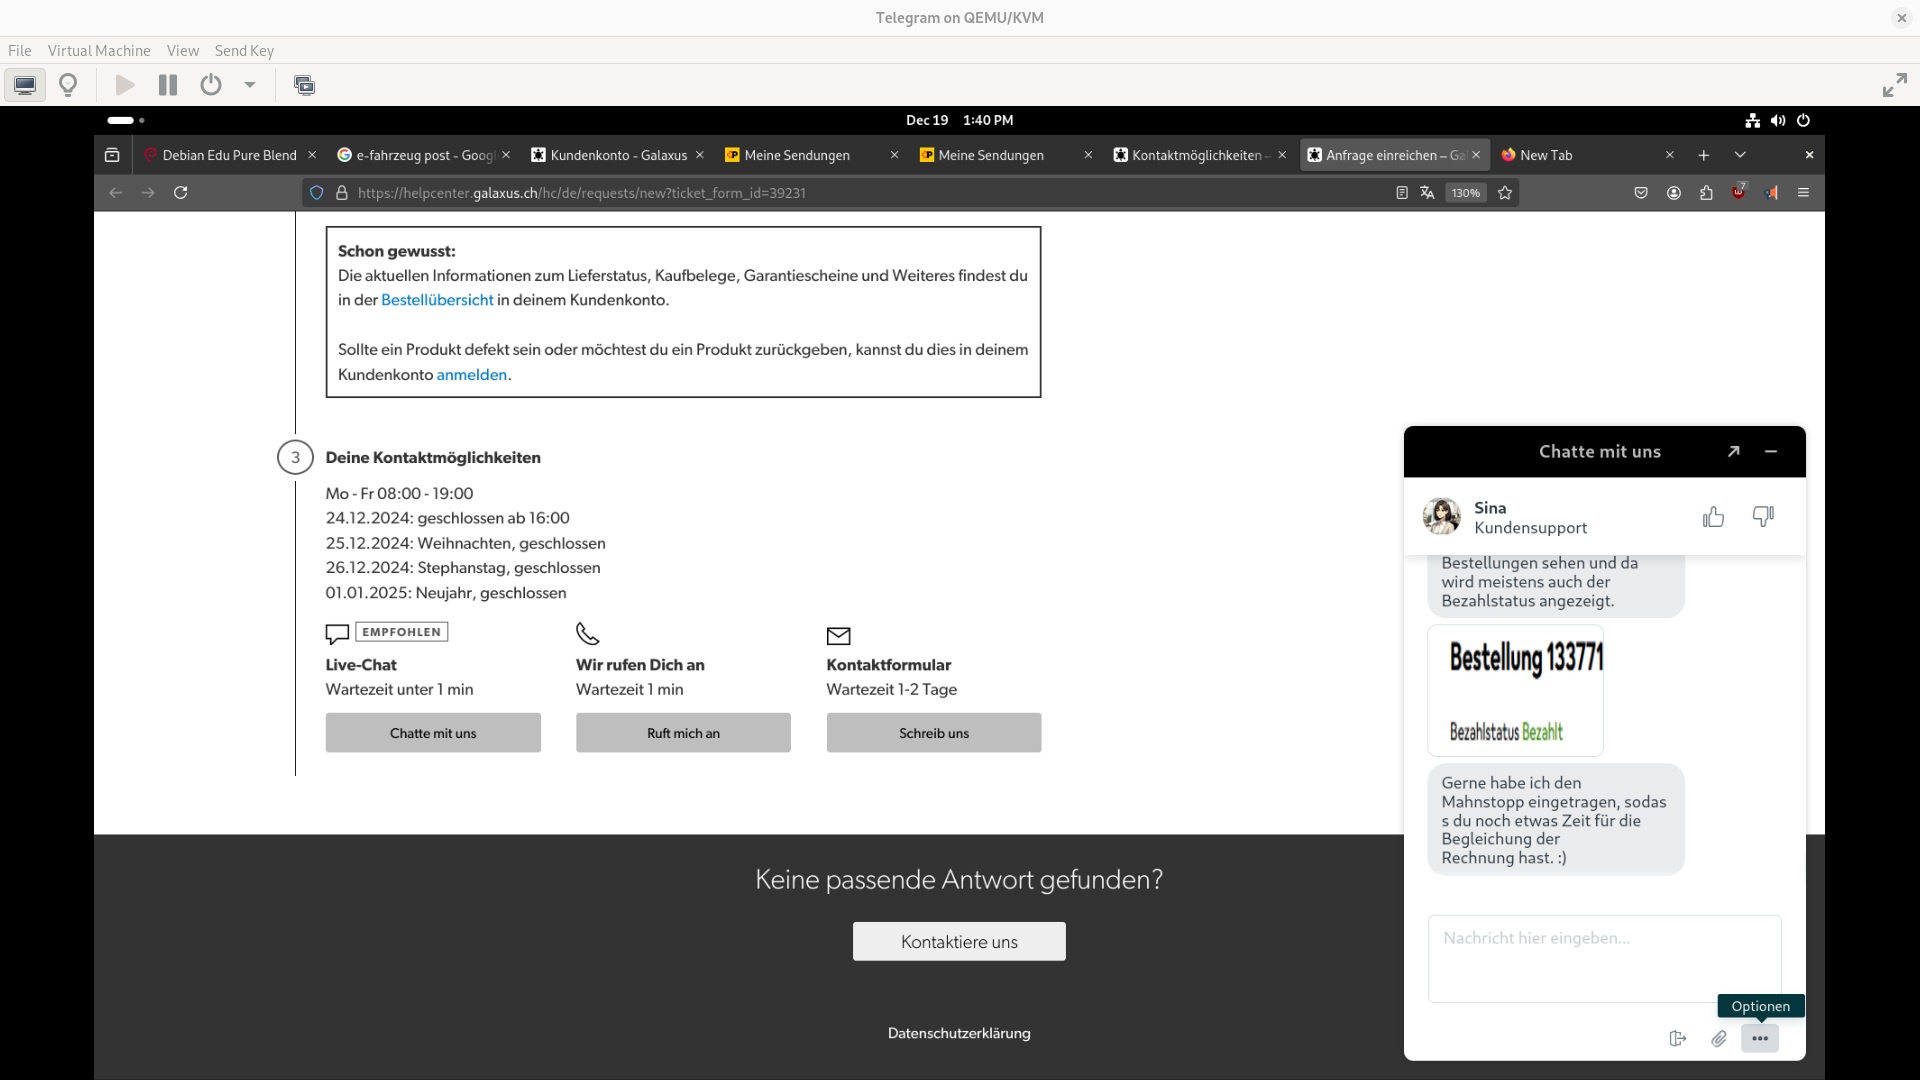 Telegram on QEMU/KVM
File Virtual Machine View Send Key
Dec 19 1:40 PM
Debian Edu Pure Blend
e-fahrzeug post - Googl
Kundenkonto - Galaxus
Meine Sendungen
Meine Sendungen
Kontaktmöglichkeiten –
Anfrage einreichen – Ga
New Tab
https://helpcenter.galaxus.ch/hc/de/requests/new?ticket_form_id=39231
130%
7
Schon gewusst:
Die aktuellen Informationen zum Lieferstatus, Kaufbelege, Garantiescheine und Weiteres findest du
in der Bestellübersicht in deinem Kundenkonto.
Sollte ein Produkt defekt sein oder möchtest du ein Produkt zurückgeben, kannst du dies in deinem
Kundenkonto anmelden.
3
Deine Kontaktmöglichkeiten
Mo - Fr 08:00 - 19:00
24.12.2024: geschlossen ab 16:00
25.12.2024: Weihnachten, geschlossen
26.12.2024: Stephanstag, geschlossen
01.01.2025: Neujahr, geschlossen
EMPFOHLEN
Live-Chat
Wartezeit unter 1 min
Chatte mit uns
Wir rufen Dich an
Wartezeit 1 min
Ruft mich an
Kontaktformular
Wartezeit 1-2 Tage
Schreib uns
Keine passende Antwort gefunden?
Kontaktiere uns
Datenschutzerklärung
Chatte mit uns
Sina
Kundensupport
Bestellungen sehen und da
wird meistens auch der
Bezahlstatus angezeigt.
Bestellung 133771
Bezahlstatus Bezahlt
Gerne habe ich den
Mahnstopp eingetragen, sodas
s du noch etwas Zeit für die
Begleichung der
Rechnung hast. :)
Nachricht hier eingeben...
Optionen